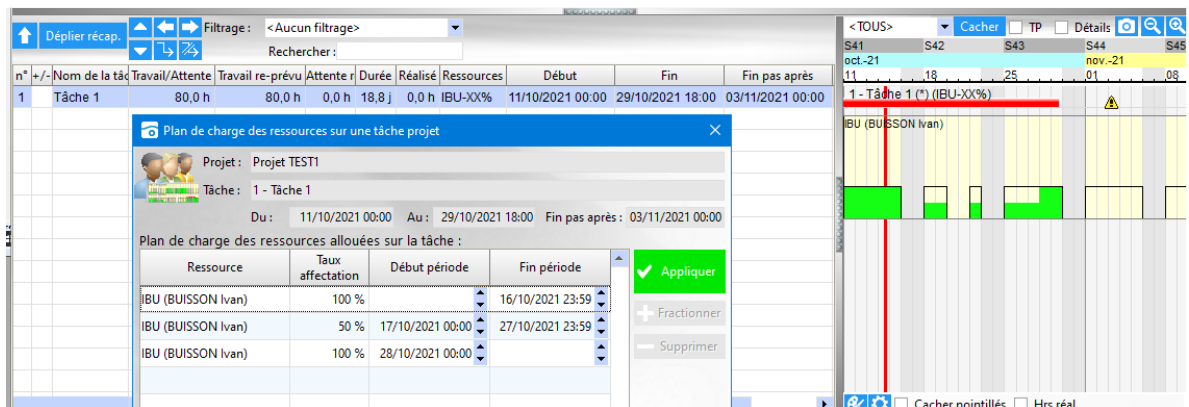 Déplier récap.
Filtrage : <Aucun filtrage>
Rechercher :
n° +/- Nom de la tâc Travail/Attente Travail re-prévu Attente r Durée Réalisé Ressources Début Fin Fin pas après
1 Tâche 1 80,0 h 80,0 h 0,0 h 18,8 j 0,0 h IBU-XX% 11/10/2021 00:00 29/10/2021 18:00 03/11/2021 00:00
Plan de charge des ressources sur une tâche projet
Projet : Projet TEST1
Tâche : 1 - Tâche 1
Du : 11/10/2021 00:00 Au : 29/10/2021 18:00 Fin pas après : 03/11/2021 00:00
Plan de charge des ressources allouées sur la tâche :
Ressource Taux affectation Début période Fin période
IBU (BUISSON Ivan) 100 % 16/10/2021 23:59
IBU (BUISSON Ivan) 50 % 17/10/2021 00:00 27/10/2021 23:59
IBU (BUISSON Ivan) 100 % 28/10/2021 00:00
Appliquer
Fractionner
Supprimer
<TOUS> Cacher TP Détails
S41 S42 S43 S44 S45
oct.-21 nov.-21
11 18 25 01 08
1 - Tâche 1 (*) (IBU-XX%)
IBU (BUISSON Ivan)
Cacher pointillés Hrs réal